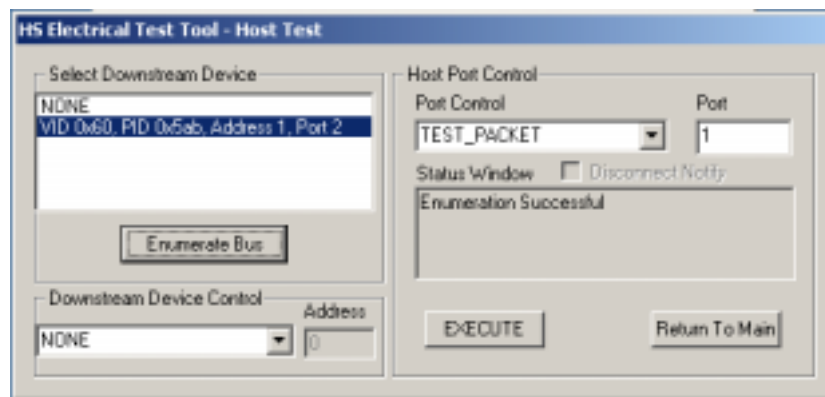 HS Electrical Test Tool - Host Test
Select Downstream Device
NONE
VID 0x60, PID 0x5ab, Address 1, Port 2
Enumerate Bus
Downstream Device Control
Address
NONE
0
Host Port Control
Port Control
Port
TEST_PACKET
1
Status Window
Disconnect Notify
Enumeration Successful
EXECUTE
Return To Main